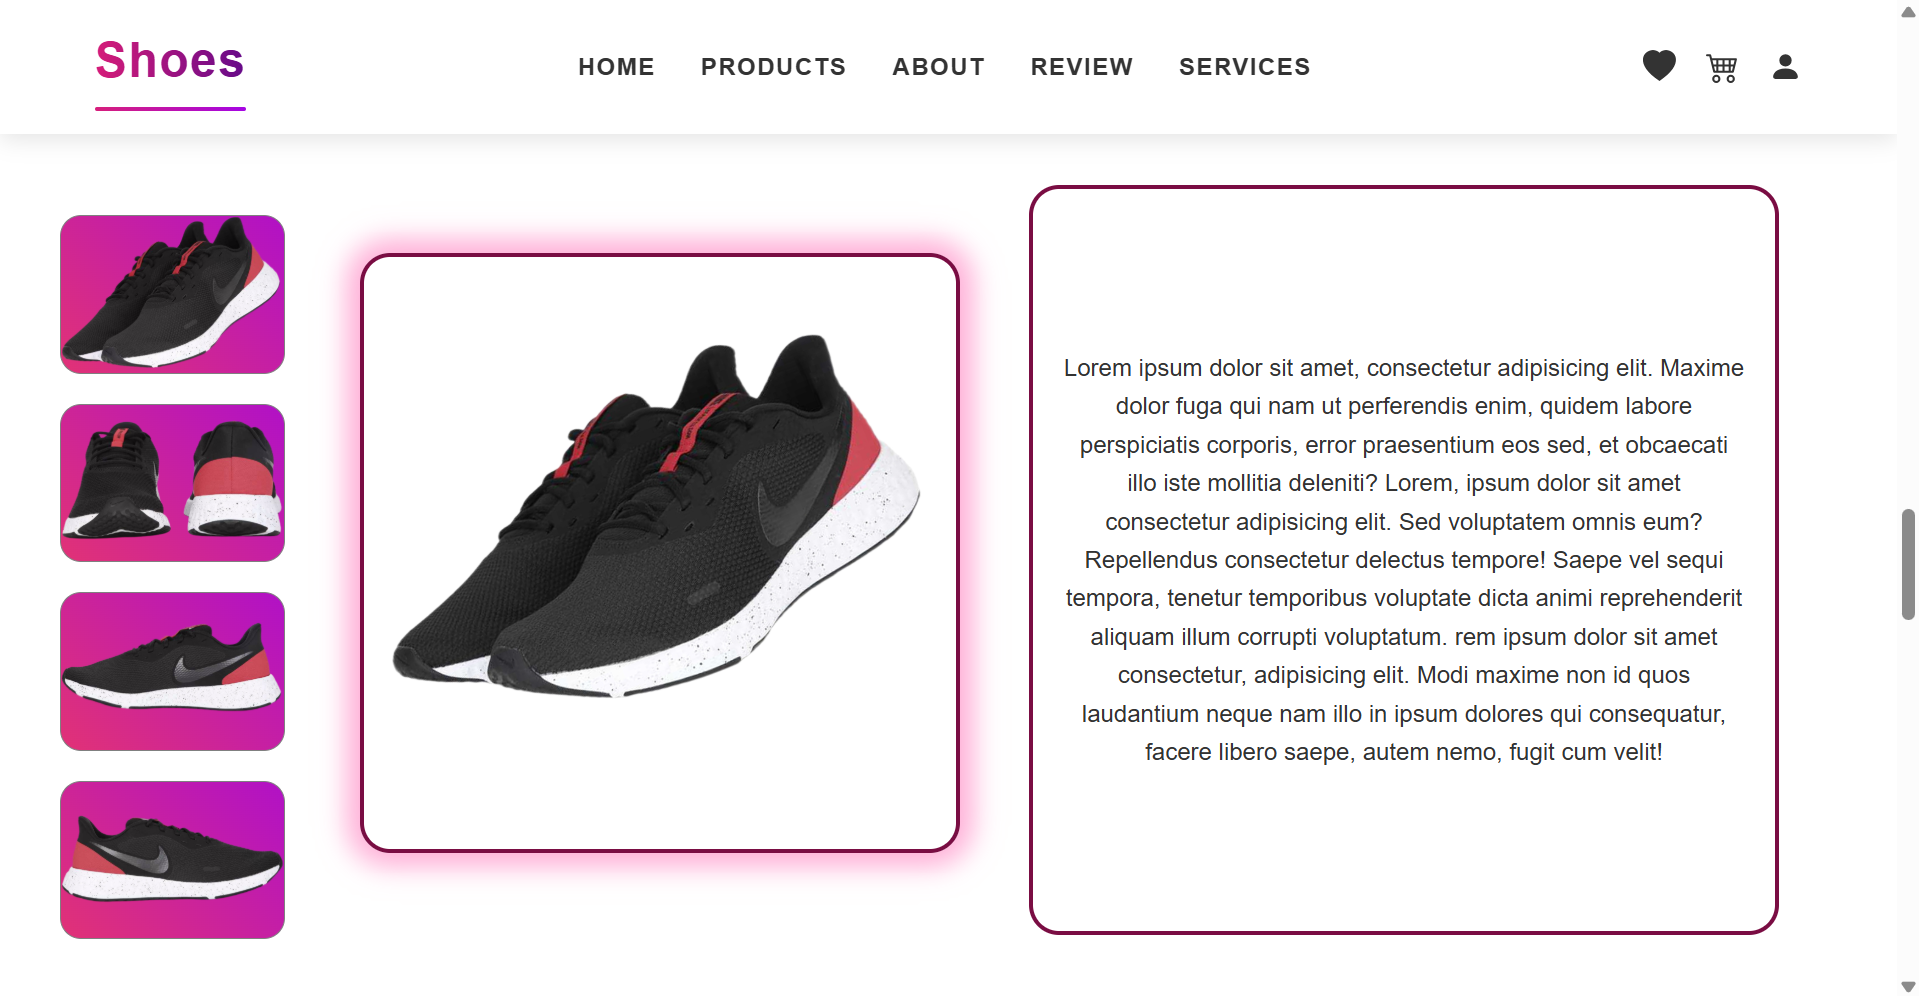 Shoes
HOME PRODUCTS ABOUT REVIEW SERVICES
Lorem ipsum dolor sit amet, consectetur adipisicing elit. Maxime
dolor fuga qui nam ut perferendis enim, quidem labore
perspiciatis corporis, error praesentium eos sed, et obcaecati
illo iste mollitia deleniti? Lorem, ipsum dolor sit amet
consectetur adipisicing elit. Sed voluptatem omnis eum?
Repellendus consectetur delectus tempore! Saepe vel sequi
tempora, tenetur temporibus voluptate dicta animi reprehenderit
aliquam illum corrupti voluptatum. rem ipsum dolor sit amet
consectetur, adipisicing elit. Modi maxime non id quos
laudantium neque nam illo in ipsum dolores qui consequatur,
facere libero saepe, autem nemo, fugit cum velit!